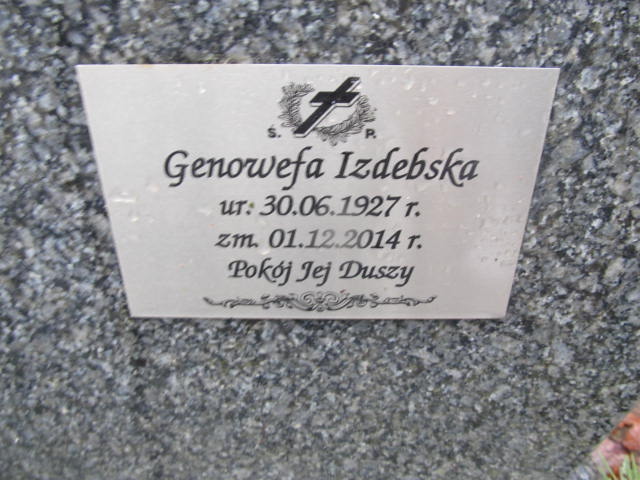 Ś. P.
Genowefa Izdebska
ur. 30.06.1927 r.
zm. 01.12.2014 r.
Pokój Jej Duszy